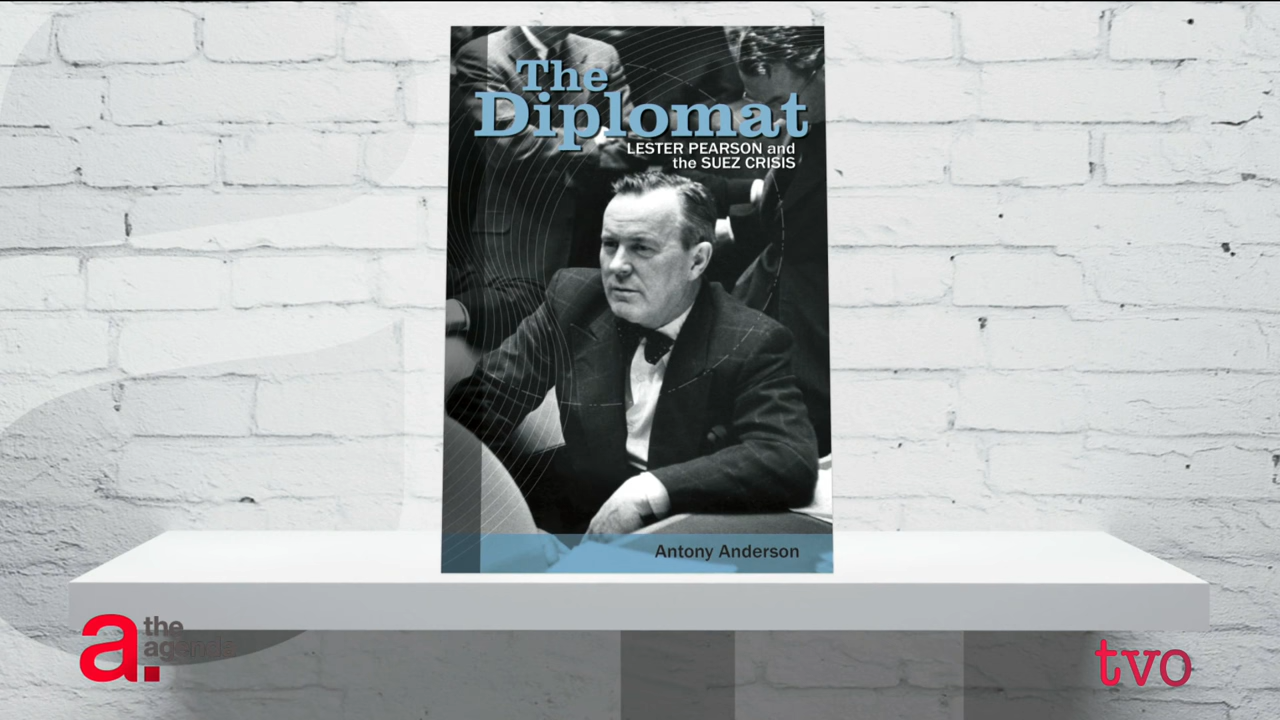 The
Diplomat
LESTER PEARSON and
the SUEZ CRISIS
Antony Anderson
a. the
agenda
tvo